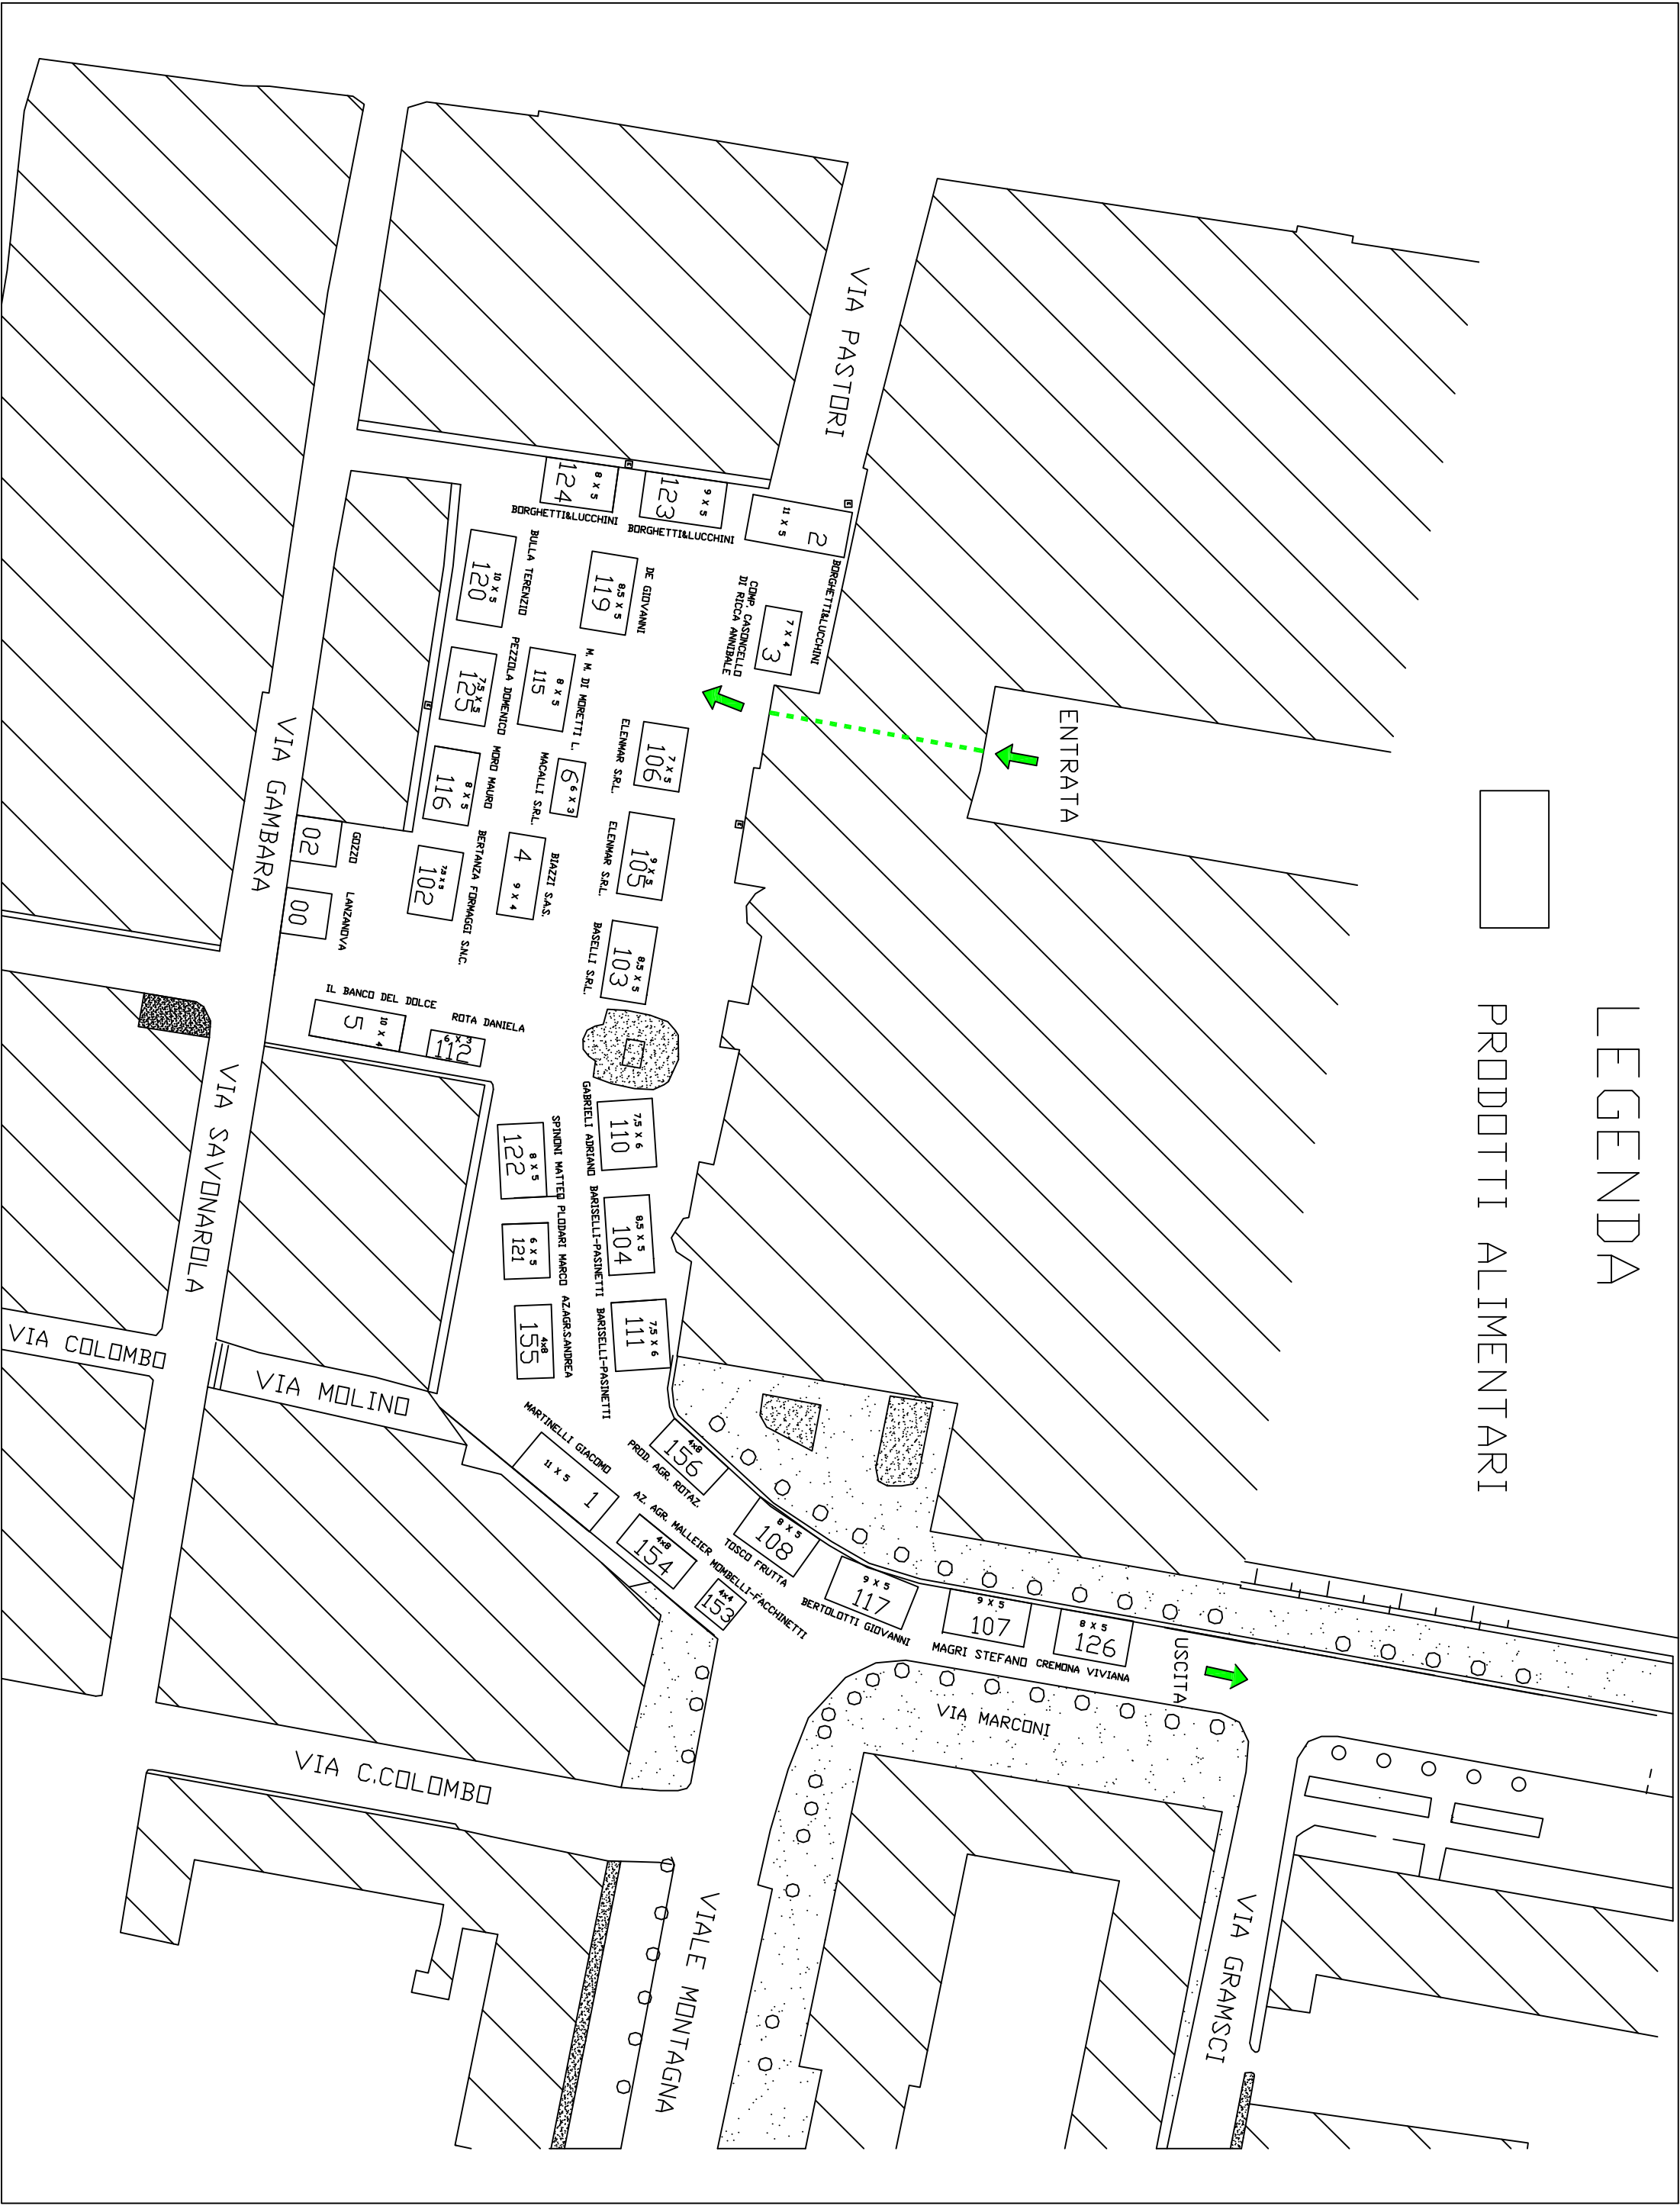 LEGENDA
PRODOTTI ALIMENTARI
ENTRATA
VIA PASTORI
2
11 X 5
BORGHETTI&LUCCHINI
9 X 5
123
BORGHETTI&LUCCHINI
8 X 5
124
BORGHETTI&LUCCHINI
7 X 4
3
COMP. CASONCELLO
DI RICCA ANNIBALE
DE GIOVANNI
8,5 X 5
119
BULLA TERENZIO
10 X 5
120
M. M. DI MORETTI L.
8 X 5
115
PEZZOLA DOMENICO
7,5 X 5
125
7 X 5
106
ELENMAR S.R.L.
6 6 X 3
MACALI S.R.L.
MORO MAURO
8 X 5
116
9 X 5
105
ELENMAR S.R.L.
BIAZZI S.A.S.
4 9 X 4
BERTANZA FORMAGGI S.N.C.
7,5 X 5
102
GOZZO
02
LANZANOVA
00
VIA GAMBARA
8,5 X 5
103
BASELLI S.R.L.
ROTA DANIELA
6 X 3
112
IL BANCO DEL DOLCE
10 X 4
5
VIA SAVONAROLA
7,5 X 6
110
GABRIELI ADRIANO
SPINONI MATTEO
8 X 5
122
8,5 X 5
104
BARISELLI-PASINETTI
PLODARI MARCO
6 X 5
121
7,5 X 6
111
BARISELLI-PASINETTI
AZ.AGR.S.ANDREA
4x8
155
VIA MOLINO
VIA COLOMBO
4x8
156
PROD. AGR. ROTAZ.
MARTINELLI GIACOMO
11 X 5
1
8 X 5
108
TOSCO FRUTTA
AZ. AGR. MALLEIER
4x8
154
MOMBELLI-FACCHINETTI
4x4
153
9 X 5
117
BERTOLOTTI GIOVANNI
9 X 5
107
MAGRI STEFANO
8 X 5
126
CREMONA VIVIANA
USCITA
VIA MARCONI
VIA C.COLOMBO
VIALE MONTAGNA
VIA GRAMSCI